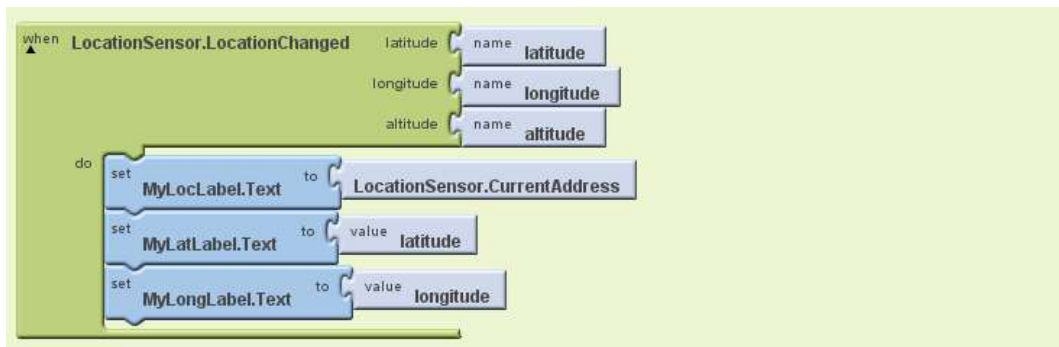 when LocationSensor.LocationChanged latitude name latitude
longitude name longitude
altitude name altitude
do
set MyLocLabel.Text to LocationSensor.CurrentAddress
set MyLatLabel.Text to value latitude
set MyLongLabel.Text to value longitude